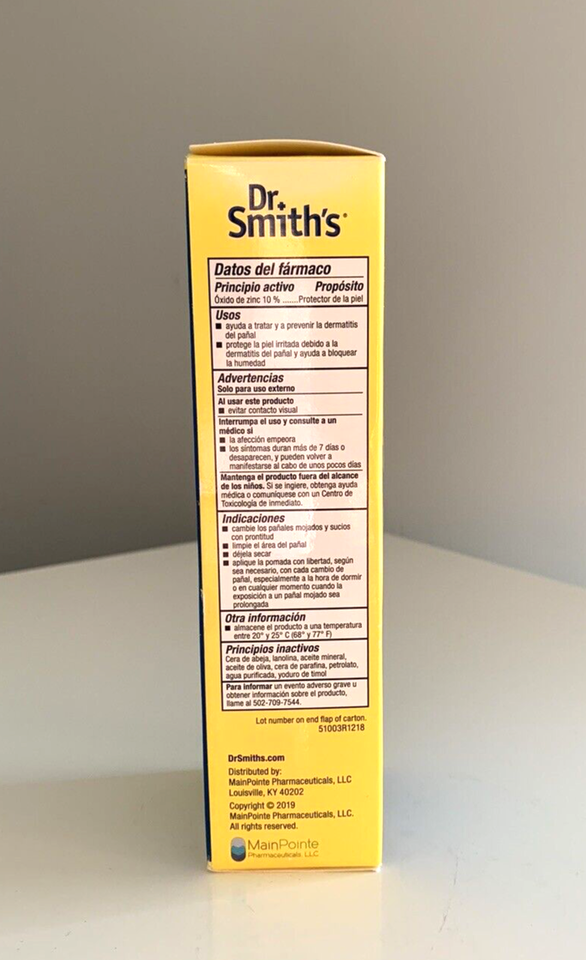 Dr.
Smith's®
Datos del fármaco
Principio activo Propósito
Óxido de zinc 10 % .......Protector de la piel
Usos
■ ayuda a tratar y a prevenir la dermatitis
del pañal
■ protege la piel irritada debido a la
dermatitis del pañal y ayuda a bloquear
la humedad
Advertencias
Solo para uso externo
Al usar este producto
■ evitar contacto visual
Interrumpa el uso y consulte a un
médico si
■ la afección empeora
■ los síntomas duran más de 7 días o
desaparecen, y pueden volver a
manifestarse al cabo de unos pocos días
Mantenga el producto fuera del alcance
de los niños. Si se ingiere, obtenga ayuda
médica o comuníquese con un Centro de
Toxicología de inmediato.
Indicaciones
■ cambie los pañales mojados y sucios
con prontitud
■ limpie el área del pañal
■ déjela secar
■ aplique la pomada con libertad, según
sea necesario, con cada cambio de
pañal, especialmente a la hora de dormir
o en cualquier momento cuando la
exposición a un pañal mojado sea
prolongada
Otra información
■ almacene el producto a una temperatura
entre 20° y 25° C (68° y 77° F)
Principios inactivos
Cera de abeja, lanolina, aceite mineral,
aceite de oliva, cera de parafina, petrolato,
agua purificada, yoduro de timol
Para informar un evento adverso grave u
obtener información sobre el producto,
llame al 502-709-7544.
Lot number on end flap of carton.
51003R1218
DrSmiths.com
Distributed by:
MainPointe Pharmaceuticals, LLC
Louisville, KY 40202
Copyright © 2019
MainPointe Pharmaceuticals, LLC.
All rights reserved.
MainPointe
Pharmaceuticals, LLC